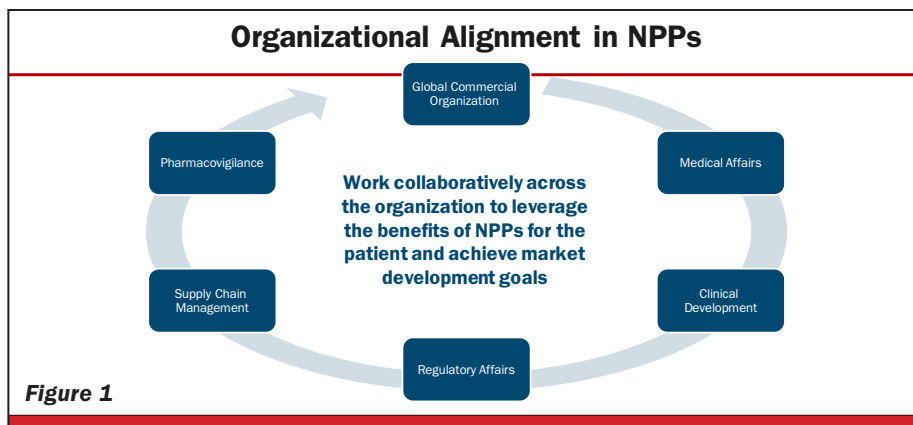 Organizational Alignment in NPPs
Global Commercial
Organization
Pharmacovigilance
Medical Affairs
Work collaboratively across
the organization to leverage
the benefits of NPPs for the
patient and achieve market
development goals
Supply Chain
Management
Clinical
Development
Regulatory Affairs
Figure 1